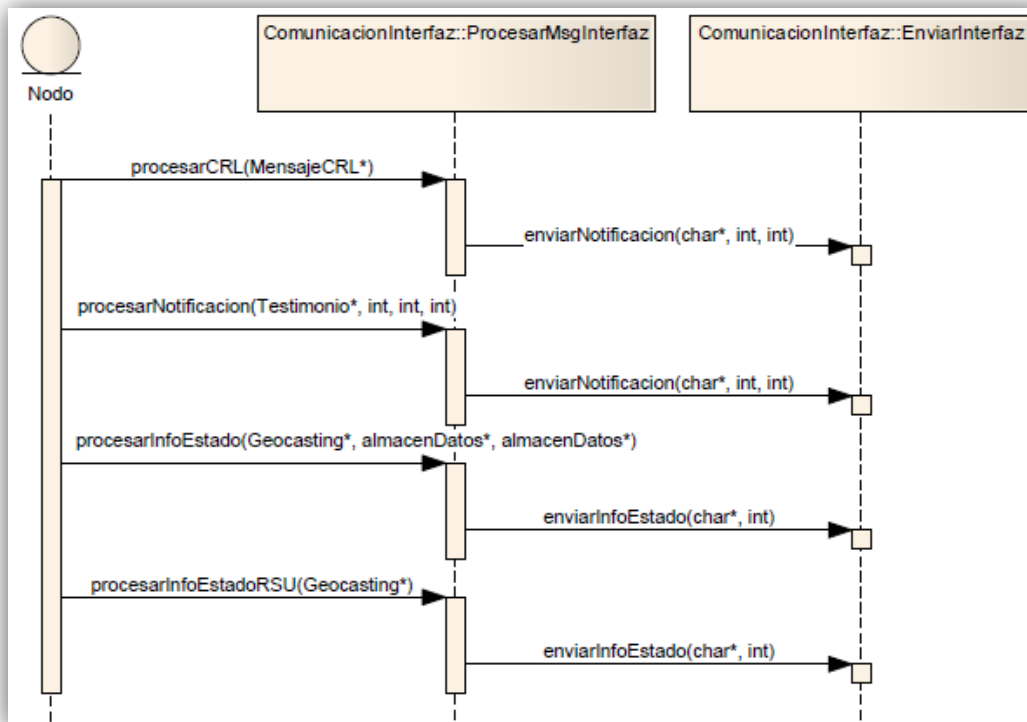 Nodo
ComunicacionInterfaz::ProcesarMsgInterfaz
ComunicacionInterfaz::EnviarInterfaz
procesarCRL(MensajeCRL*)
enviarNotificacion(char*, int, int)
procesarNotificacion(Testimonio*, int, int, int)
enviarNotificacion(char*, int, int)
procesarInfoEstado(Geocasting*, almacenDatos*, almacenDatos*)
enviarInfoEstado(char*, int)
procesarInfoEstadoRSU(Geocasting*)
enviarInfoEstado(char*, int)